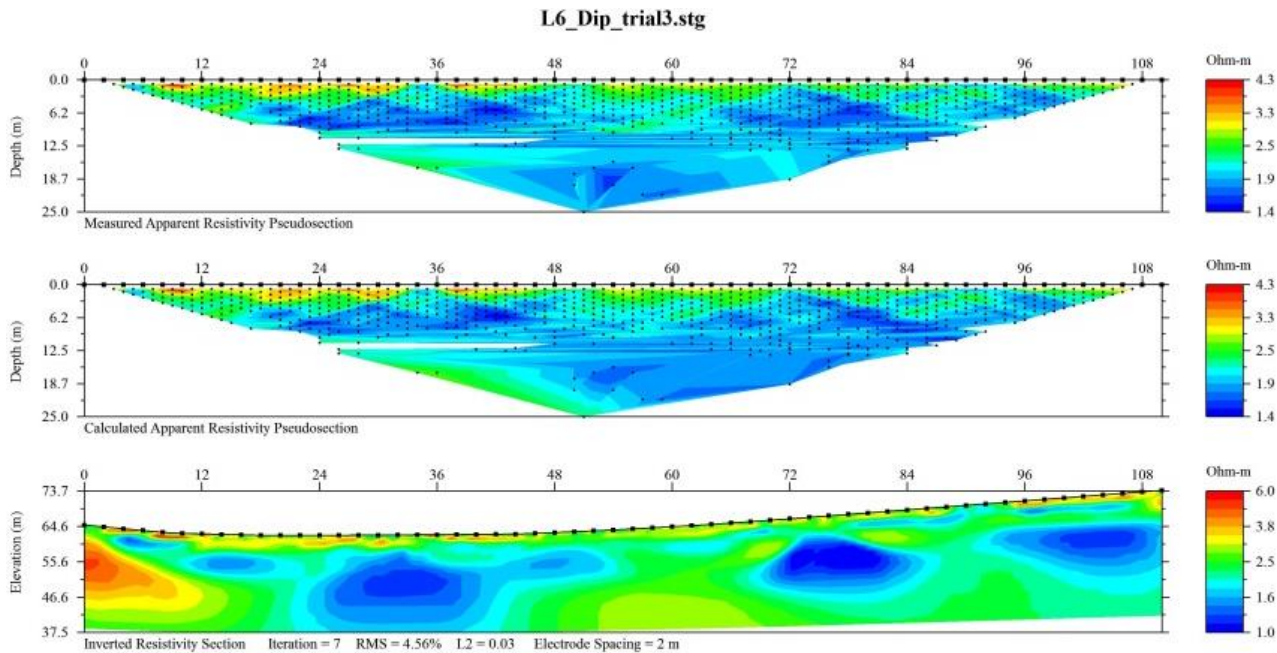 L6_Dip_trial3.stg
0 12 24 36 48 60 72 84 96 108 Ohm-m
0.0 4.3
6.2 3.3
12.5 2.5
18.7 1.9
25.0 1.4
Depth (m)
Measured Apparent Resistivity Pseudosection
0 12 24 36 48 60 72 84 96 108 Ohm-m
0.0 4.3
6.2 3.3
12.5 2.5
18.7 1.9
25.0 1.4
Depth (m)
Calculated Apparent Resistivity Pseudosection
0 12 24 36 48 60 72 84 96 108 Ohm-m
73.7 6.0
64.6 3.8
55.6 2.5
46.6 1.6
37.5 1.0
Elevation (m)
Inverted Resistivity Section Iteration = 7 RMS = 4.56% L2 = 0.03 Electrode Spacing = 2 m